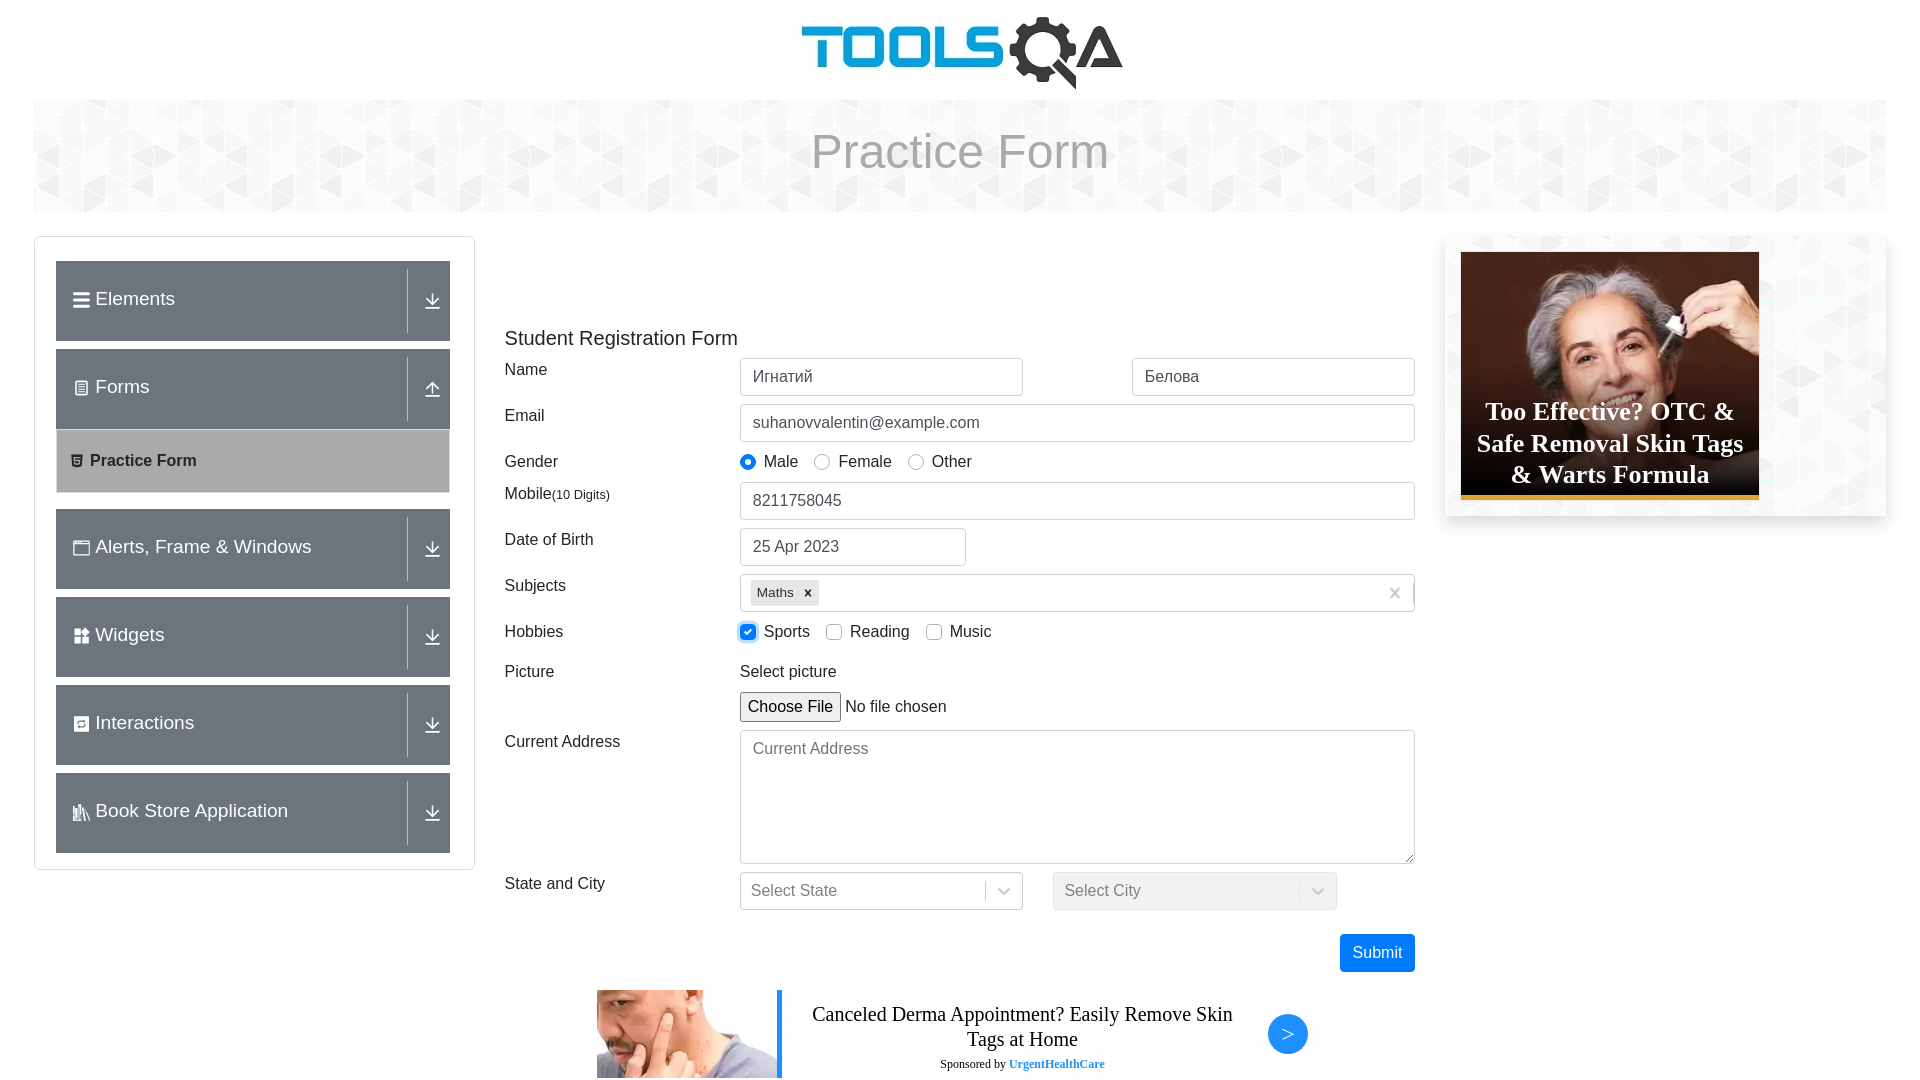 TOOLSQA
Practice Form
Elements
Forms
Practice Form
Alerts, Frame & Windows
Widgets
Interactions
Book Store Application
Student Registration Form
Name
Игнатий
Белова
Email
suhanovvalentin@example.com
Gender
Male
Female
Other
Mobile(10 Digits)
8211758045
Date of Birth
25 Apr 2023
Subjects
Maths
Hobbies
Sports
Reading
Music
Picture
Select picture
Choose File No file chosen
Current Address
Current Address
State and City
Select State
Select City
Submit
Too Effective? OTC &
Safe Removal Skin Tags
& Warts Formula
Canceled Derma Appointment? Easily Remove Skin
Tags at Home
Sponsored by UrgentHealthCare
>